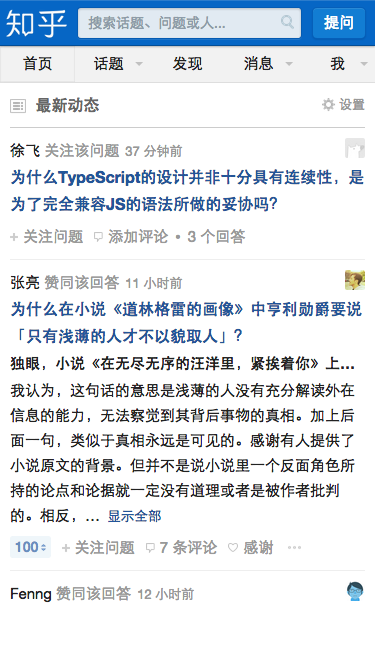 知乎 搜索话题、问题或人... 提问
首页 话题 发现 消息 我
最新动态 设置
徐飞 关注该问题 37 分钟前
为什么TypeScript的设计并非十分具有连续性，是
为了完全兼容JS的语法所做的妥协吗？
+ 关注问题 添加评论 • 3 个回答
张亮 赞同该回答 11 小时前
为什么在小说《道林格雷的画像》中亨利勋爵要说
「只有浅薄的人才不以貌取人」？
独眼，小说《在无尽无序的汪洋里，紧挨着你》上...
我认为，这句话的意思是浅薄的人没有充分解读外在
信息的能力，无法察觉到其背后事物的真相。加上后
面一句，类似于真相永远是可见的。感谢有人提供了
小说原文的背景。但并不是说小说里一个反面角色所
持的论点和论据就一定没有道理或者是被作者批判
的。相反，... 显示全部
100 + 关注问题 7 条评论 感谢 •••
Fenng 赞同该回答 12 小时前